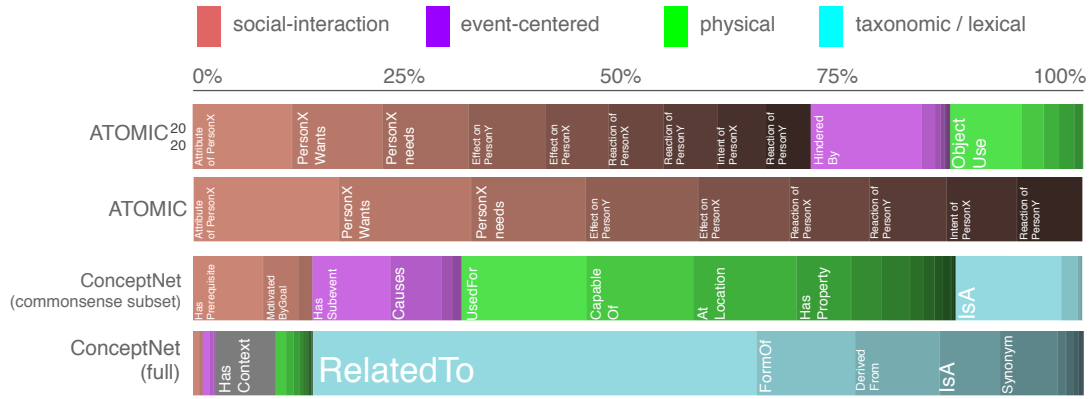 social-interaction
event-centered
physical
taxonomic / lexical
0%
25%
50%
75%
100%
ATOMIC 20
20
Attribute
of PersonX
PersonX
Wants
PersonX
needs
Effect on
PersonY
Effect on
PersonX
Reaction of
PersonX
Reaction of
PersonY
Intent of
PersonX
Reaction of
PersonY
Hindered
By
Object
Use
ATOMIC
Attribute
of PersonX
PersonX
Wants
PersonX
needs
Effect on
PersonY
Effect on
PersonX
Reaction of
PersonX
Reaction of
PersonY
Intent of
PersonX
Reaction of
PersonY
ConceptNet
(commonsense subset)
Has
Prerequisite
Motivated
ByGoal
Has
Subevent
Causes
UsedFor
Capable
Of
At
Location
Has
Property
IsA
ConceptNet
(full)
Has
Context
RelatedTo
FormOf
Derived
From
IsA
Synonym